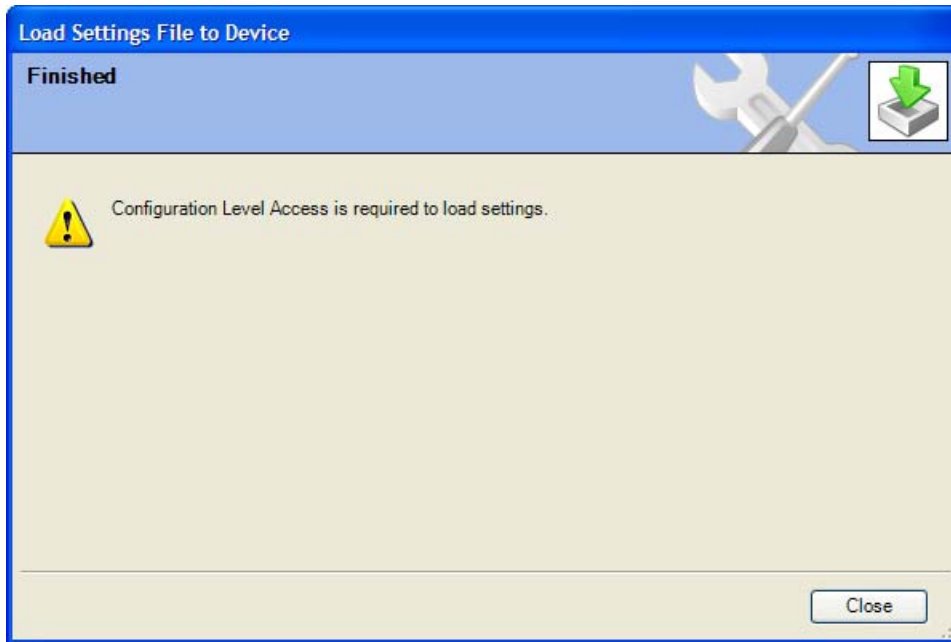 Load Settings File to Device
Finished
Configuration Level Access is required to load settings.
Close